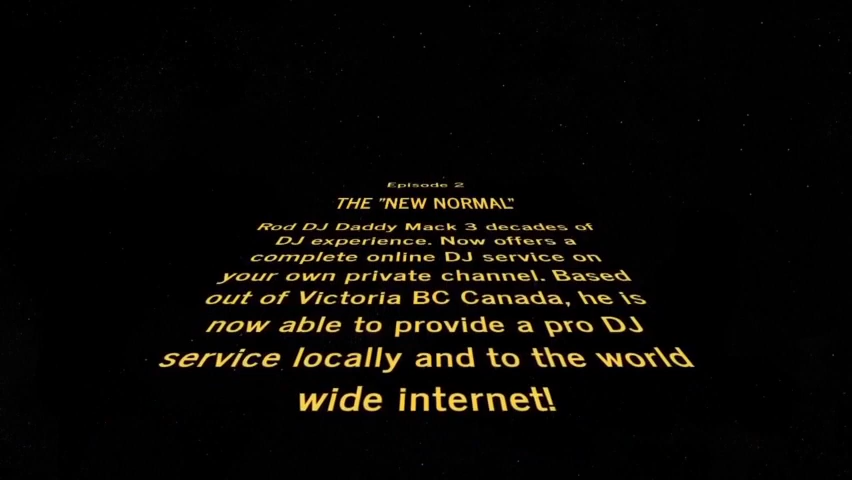 Episode 2
THE "NEW NORMAL"
Rod DJ Daddy Mack 3 decades of
DJ experience. Now offers a
complete online DJ service on
your own private channel. Based
out of Victoria BC Canada, he is
now able to provide a pro DJ
service locally and to the world
wide internet!